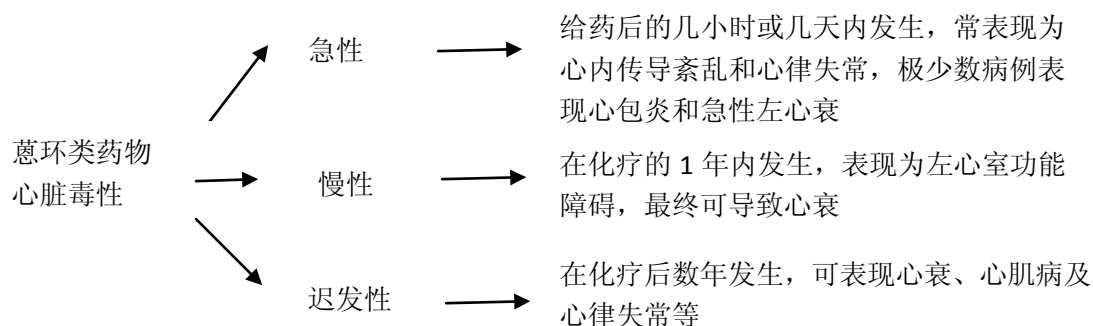 蒽环类药物
心脏毒性
急性
给药后的几小时或几天内发生，常表现为
心内传导紊乱和心律失常，极少数病例表
现心包炎和急性左心衰
慢性
在化疗的 1 年内发生，表现为左心室功能
障碍，最终可导致心衰
迟发性
在化疗后数年发生，可表现心衰、心肌病及
心律失常等